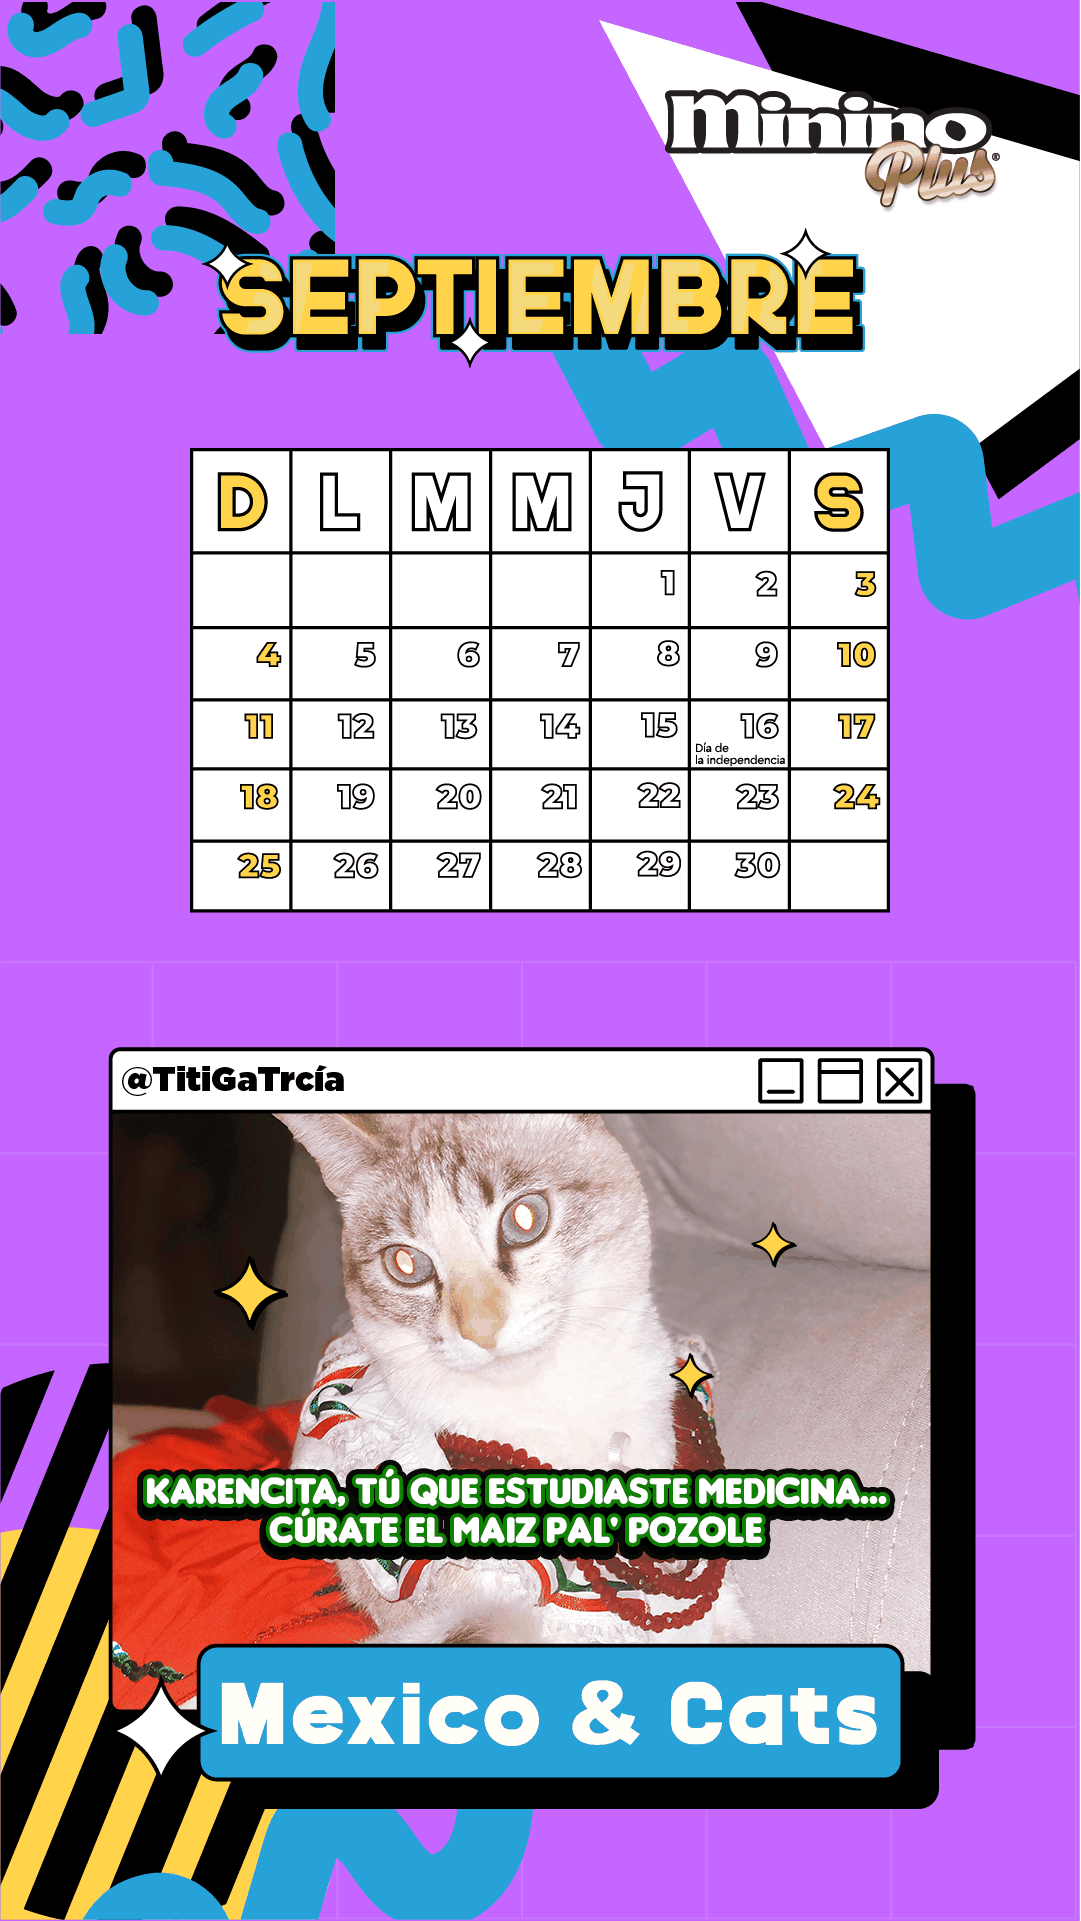 Minino
Plus®
SEPTIEMBRE
D L M M J V S
1 2 3
4 5 6 7 8 9 10
11 12 13 14 15 16 17
Día de
la independencia
18 19 20 21 22 23 24
25 26 27 28 29 30
@TitiGaTrcía
KARENCITA, TÚ QUE ESTUDIASTE MEDICINA...
CÚRATE EL MAIZ PAL' POZOLE
Mexico & Cats